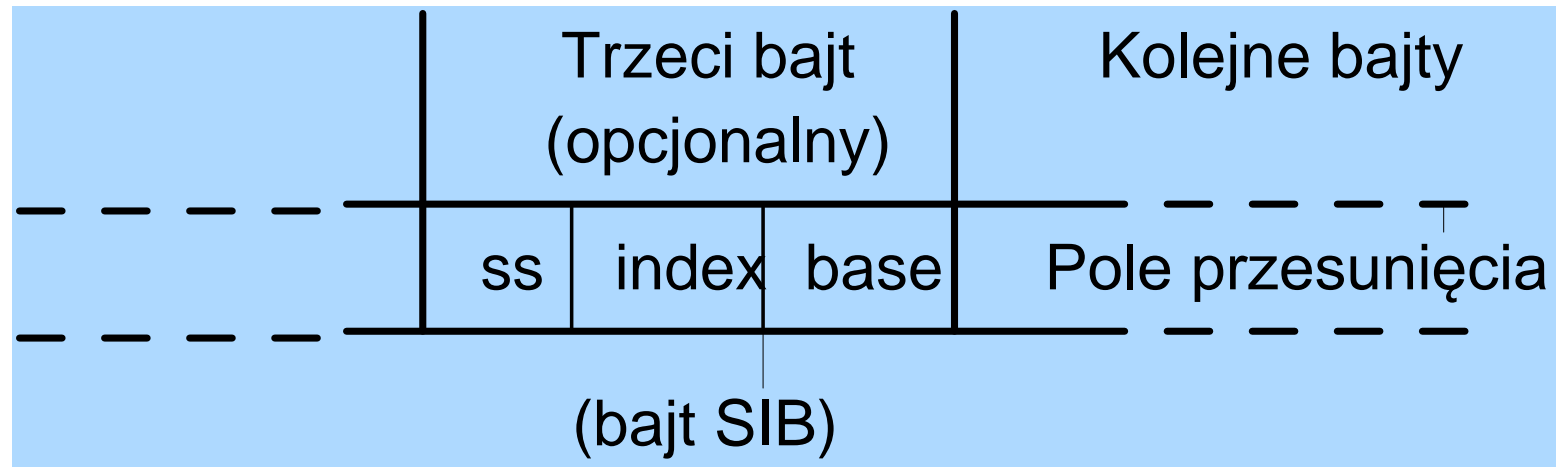 Trzeci bajt
(opcjonalny)
Kolejne bajty
ss index base Pole przesunięcia
(bajt SIB)